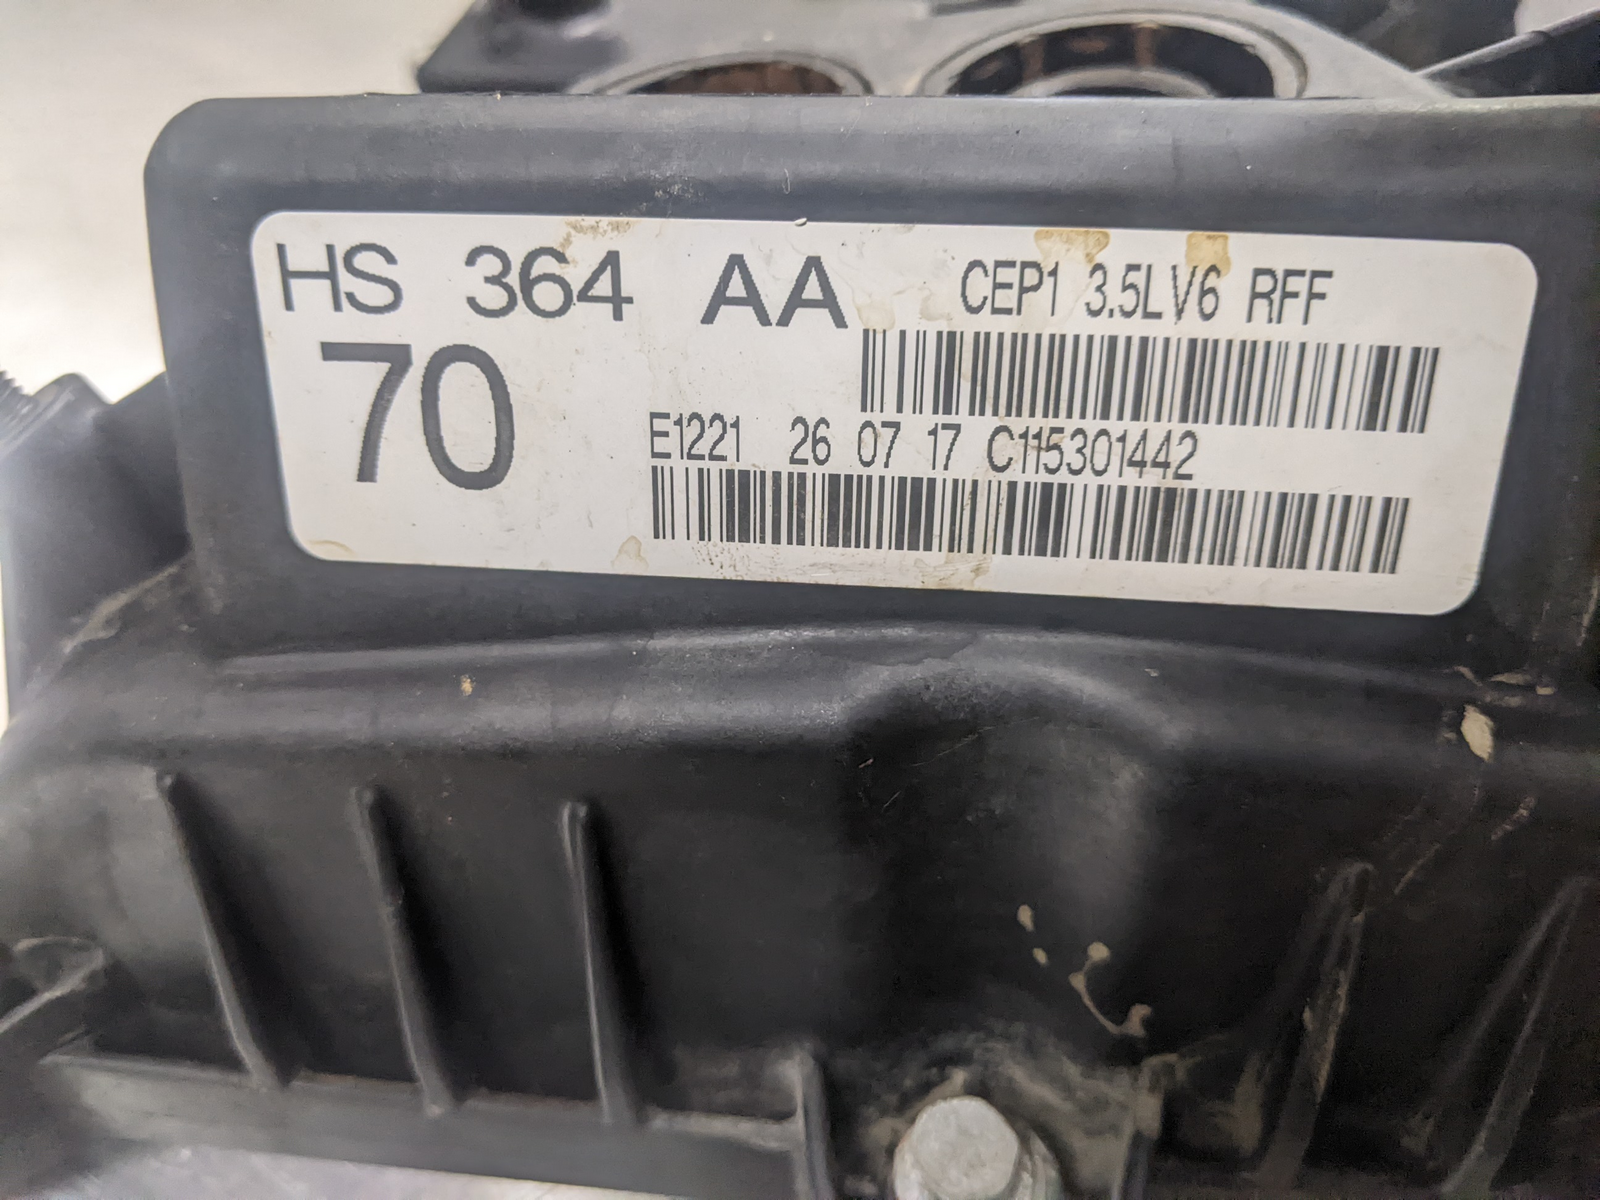 HS 364 AA CEP1 3.5LV6 RFF
70
E1221 26 07 17 C115301442